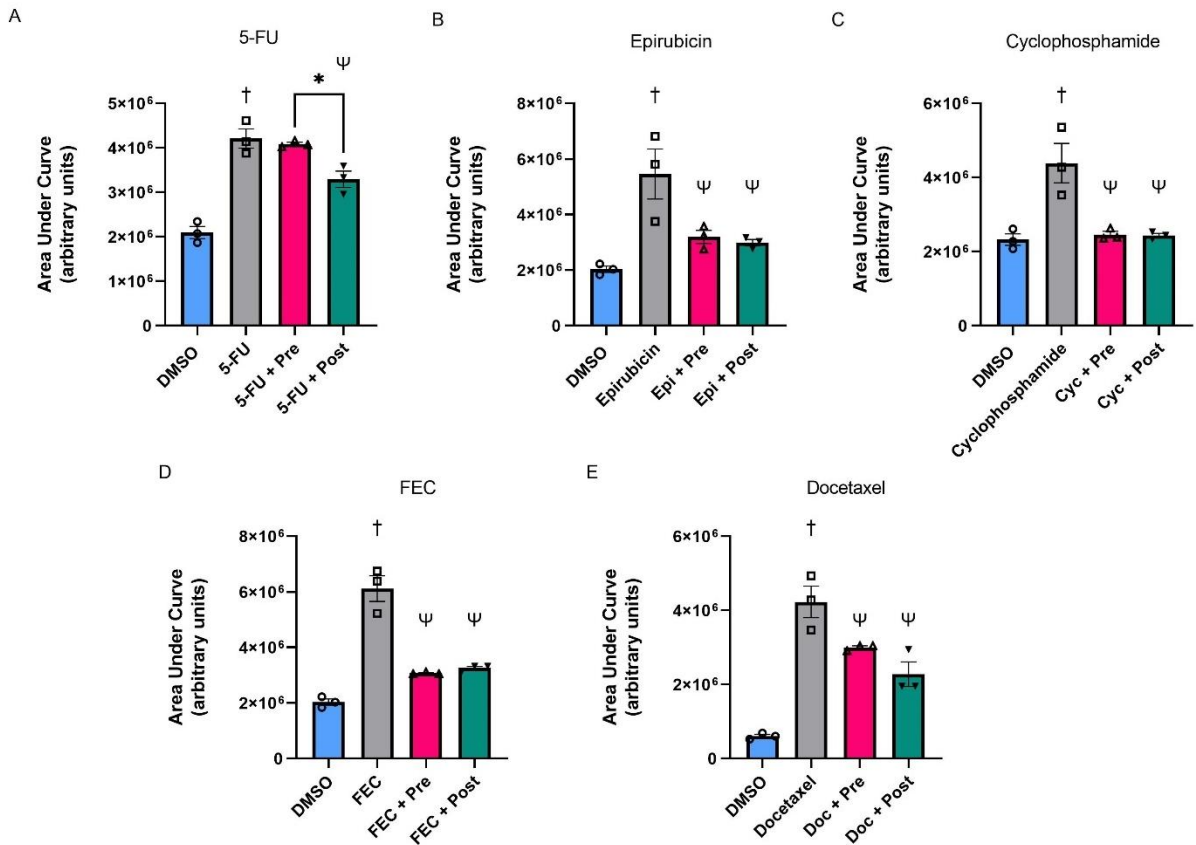 A
5-FU
Area Under Curve
(arbitrary units)
5×10⁶
4×10⁶
3×10⁶
2×10⁶
1×10⁶
0
†
*
Ψ
DMSO
5-FU
5-FU + Pre
5-FU + Post
B
Epirubicin
Area Under Curve
(arbitrary units)
8×10⁶
6×10⁶
4×10⁶
2×10⁶
0
†
Ψ
Ψ
DMSO
Epirubicin
Epi + Pre
Epi + Post
C
Cyclophosphamide
Area Under Curve
(arbitrary units)
6×10⁶
4×10⁶
2×10⁶
0
†
Ψ
Ψ
DMSO
Cyclophosphamide
Cyc + Pre
Cyc + Post
D
FEC
Area Under Curve
(arbitrary units)
8×10⁶
6×10⁶
4×10⁶
2×10⁶
0
†
Ψ
Ψ
DMSO
FEC
FEC + Pre
FEC + Post
E
Docetaxel
Area Under Curve
(arbitrary units)
6×10⁶
4×10⁶
2×10⁶
0
†
Ψ
Ψ
DMSO
Docetaxel
Doc + Pre
Doc + Post